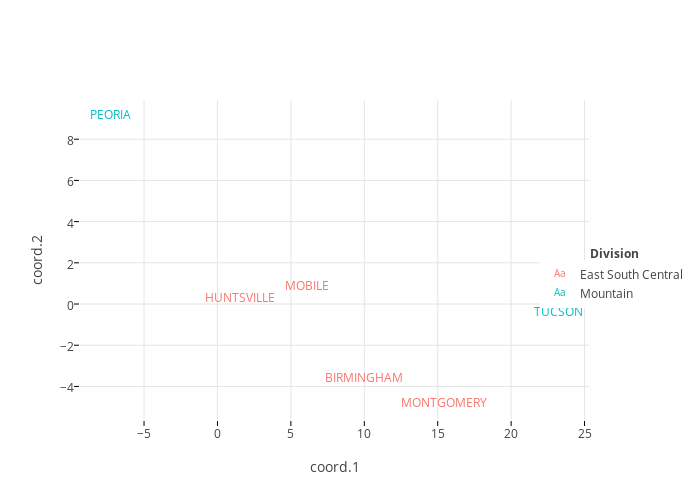 PEORIA
8
6
4
2
0
−2
−4
coord.2
HUNTSVILLE
MOBILE
BIRMINGHAM
MONTGOMERY
TUCSON
Division
Aa East South Central
Aa Mountain
−5 0 5 10 15 20 25
coord.1